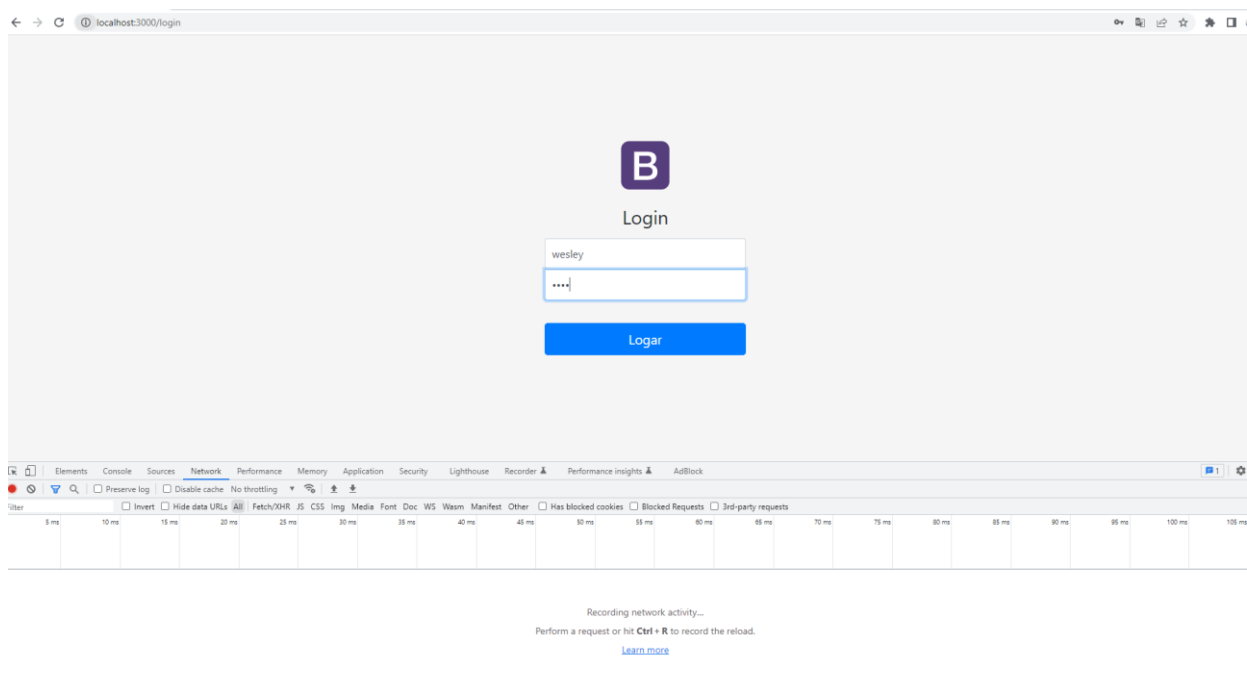 localhost:3000/login
B
Login
wesley
••••
Logar
Elements Console Sources Network Performance Memory Application Security Lighthouse Recorder Performance insights AdBlock 1
Preserve log Disable cache No throttling
Filter Invert Hide data URLs All Fetch/XHR JS CSS Img Media Font Doc WS Wasm Manifest Other Has blocked cookies Blocked Requests 3rd-party requests
5 ms 10 ms 15 ms 20 ms 25 ms 30 ms 35 ms 40 ms 45 ms 50 ms 55 ms 60 ms 65 ms 70 ms 75 ms 80 ms 85 ms 90 ms 95 ms 100 ms 105 ms
Recording network activity...
Perform a request or hit Ctrl + R to record the reload.
Learn more